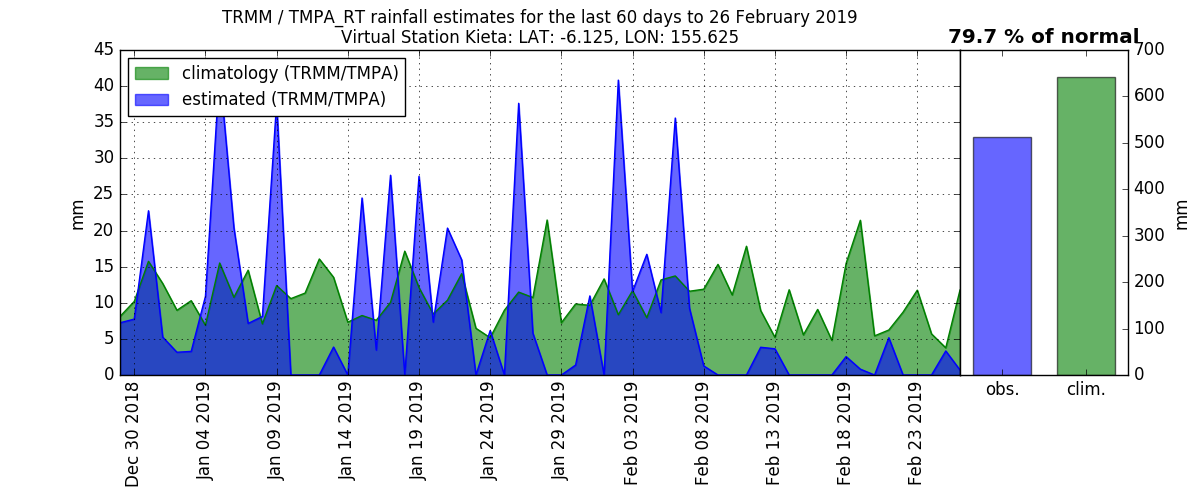 TRMM / TMPA_RT rainfall estimates for the last 60 days to 26 February 2019
Virtual Station Kieta: LAT: -6.125, LON: 155.625
79.7 % of normal
climatology (TRMM/TMPA)
estimated (TRMM/TMPA)
45
40
35
30
25
20
15
10
5
0
mm
Dec 30 2018
Jan 04 2019
Jan 09 2019
Jan 14 2019
Jan 19 2019
Jan 24 2019
Jan 29 2019
Feb 03 2019
Feb 08 2019
Feb 13 2019
Feb 18 2019
Feb 23 2019
700
600
500
400
300
200
100
0
mm
obs.
clim.